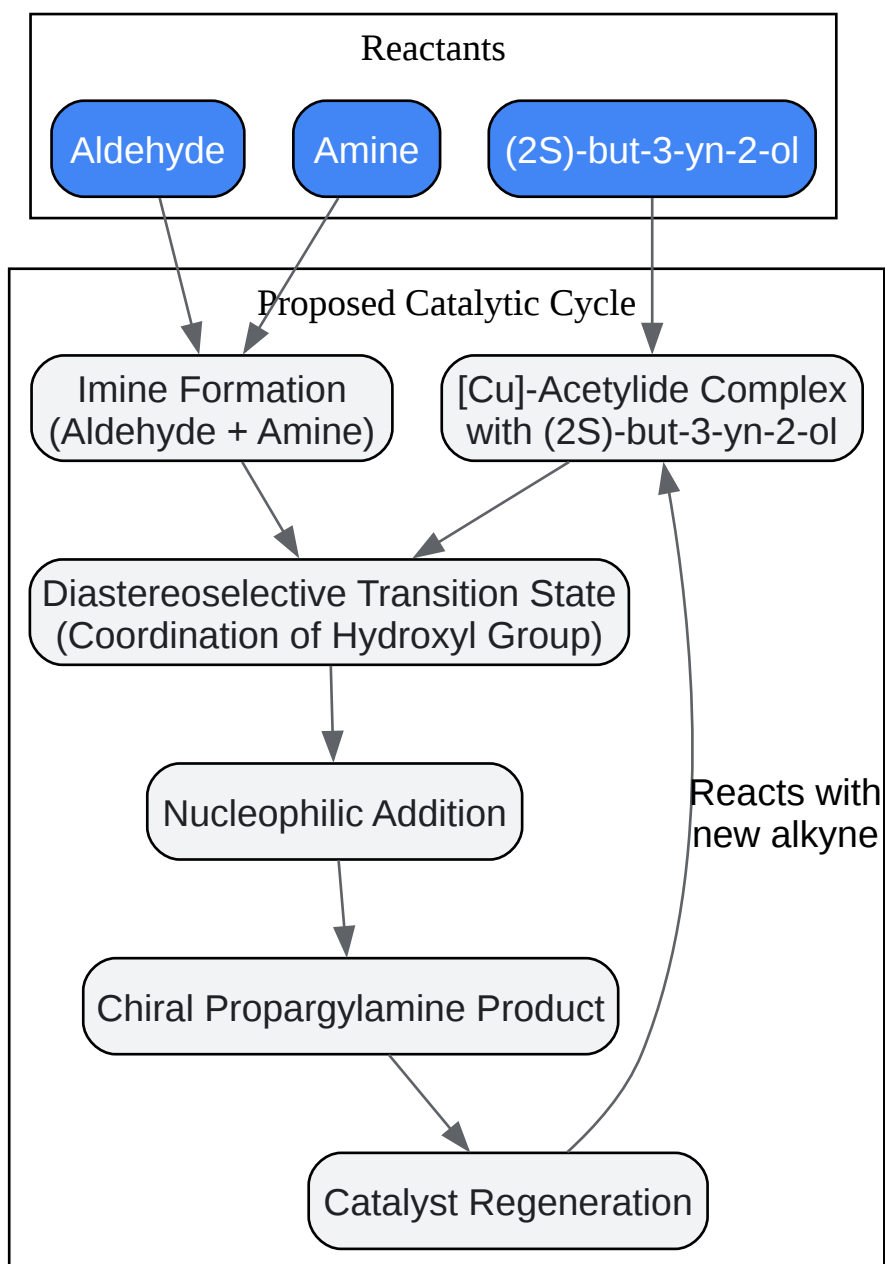 Reactants
Aldehyde
Amine
(2S)-but-3-yn-2-ol
Proposed Catalytic Cycle
Imine Formation
(Aldehyde + Amine)
[Cu]-Acetylide Complex
with (2S)-but-3-yn-2-ol
Diastereoselective Transition State
(Coordination of Hydroxyl Group)
Nucleophilic Addition
Reacts with
new alkyne
Chiral Propargylamine Product
Catalyst Regeneration